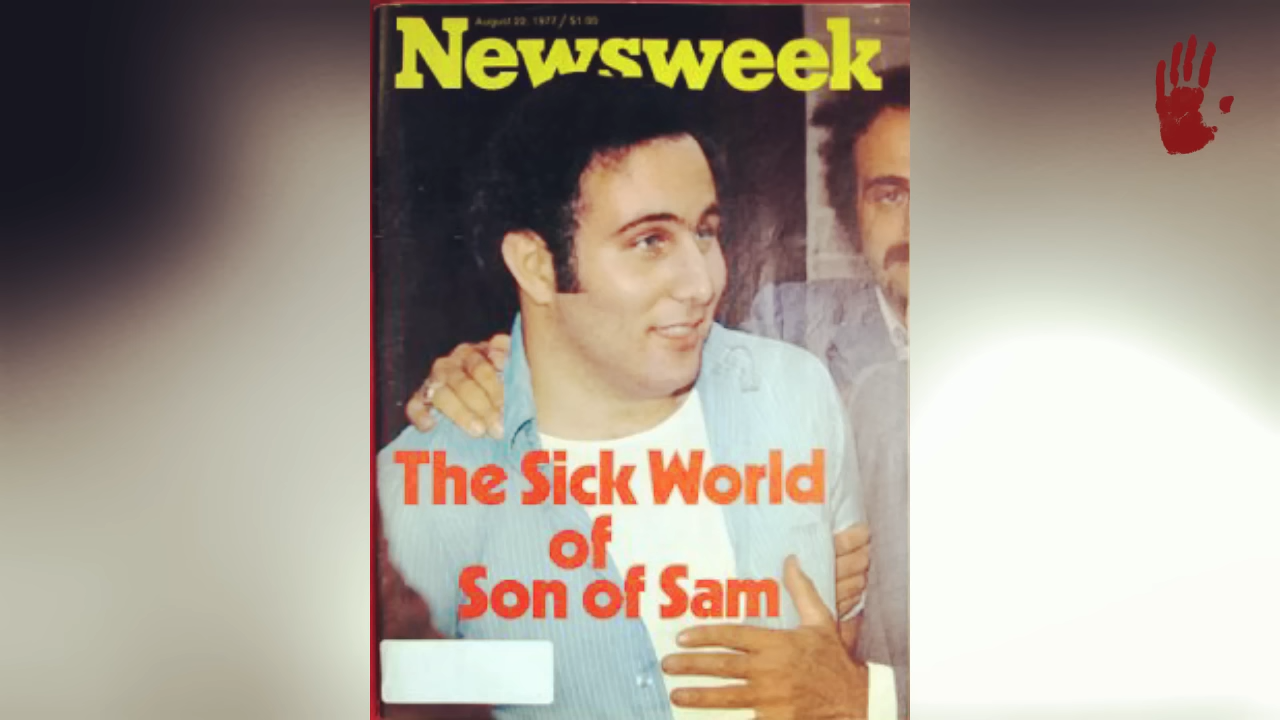 August 22, 1977 / $1.00
Newsweek
The Sick World
of
Son of Sam